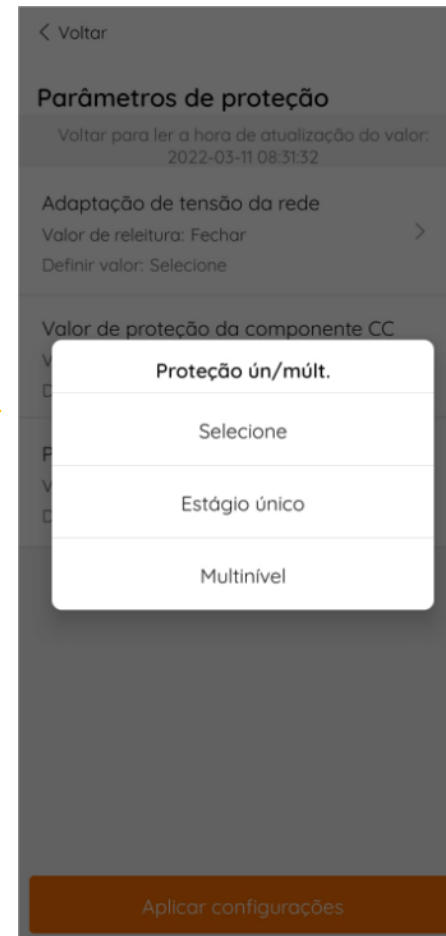 Voltar
Parâmetros de proteção
Voltar para ler a hora de atualização do valor:
2022-03-11 08:31:32
Adaptação de tensão da rede
Valor de releitura: Fechar
Definir valor: Selecione
Valor de proteção da componente CC
V
Proteção ún/múlt.
D
Selecione
P
V
Estágio único
D
Multinível
Aplicar configurações